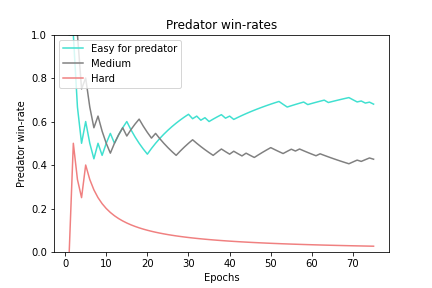 Predator win-rates
Easy for predator
Medium
Hard
Predator win-rate
1.0
0.8
0.6
0.4
0.2
0.0
0 10 20 30 40 50 60 70
Epochs